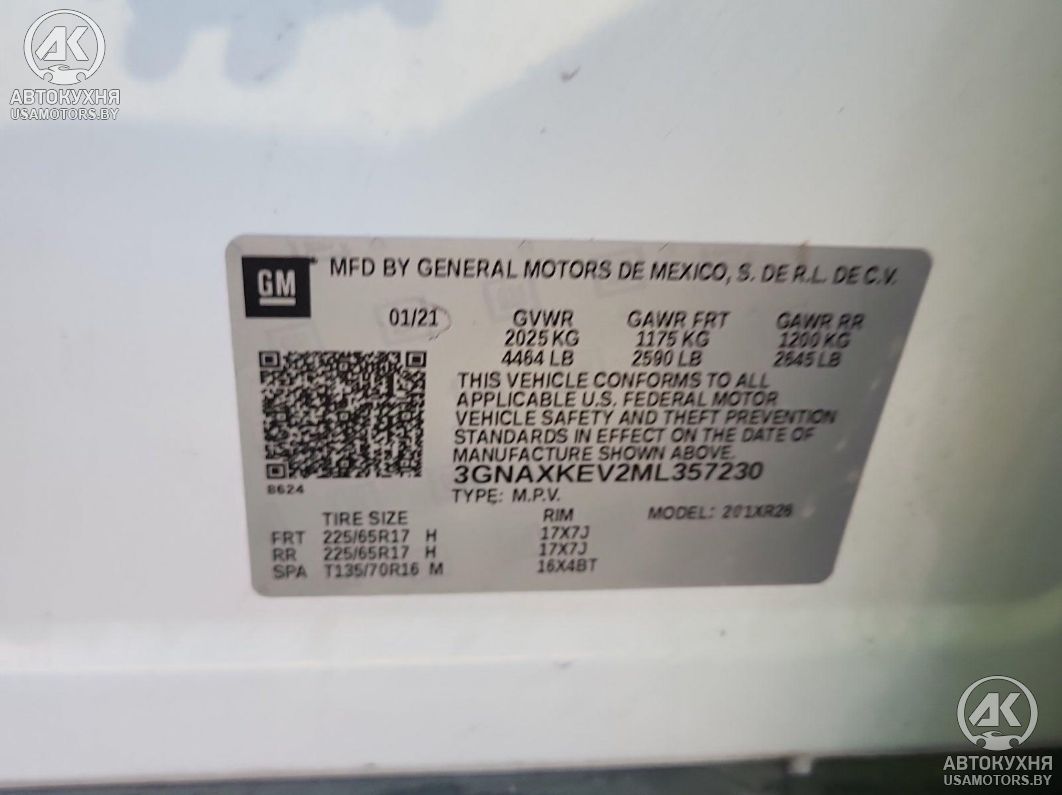 AK
АВТОКУХНЯ
USAMOTORS.BY
GM MFD BY GENERAL MOTORS DE MEXICO, S. DE R.L. DE C.V.
01/21 GVWR GAWR FRT GAWR RR
2025 KG 1175 KG 1200 KG
4464 LB 2590 LB 2645 LB
THIS VEHICLE CONFORMS TO ALL
APPLICABLE U.S. FEDERAL MOTOR
VEHICLE SAFETY AND THEFT PREVENTION
STANDARDS IN EFFECT ON THE DATE OF
MANUFACTURE SHOWN ABOVE.
3GNAXKEV2ML357230
8624
TYPE: M.P.V.
TIRE SIZE RIM MODEL: 201XR26
FRT 225/65R17 H 17X7J
RR 225/65R17 H 17X7J
SPA T135/70R16 M 16X4BT
AK
АВТОКУХНЯ
USAMOTORS.BY